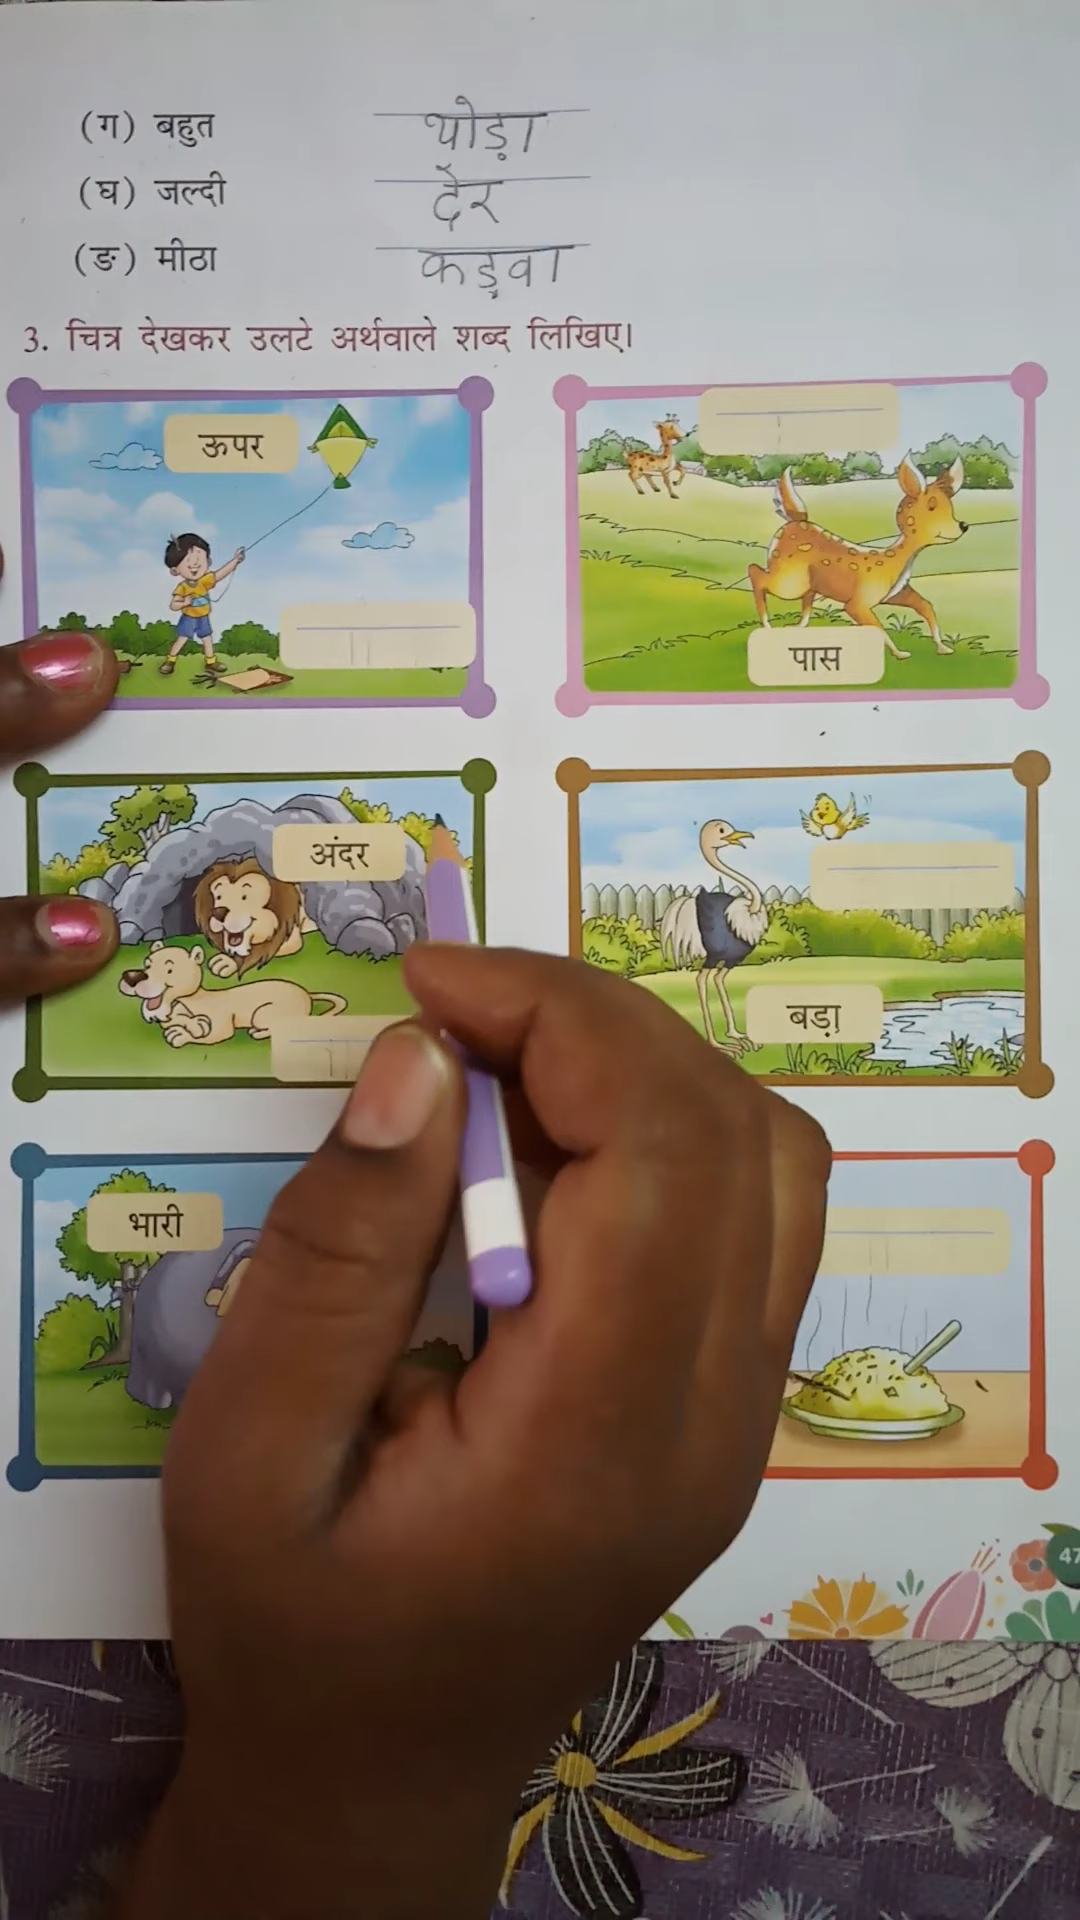 (ग) बहुत थोड़ा
(घ) जल्दी देर
(ङ) मीठा कड़वा
3. चित्र देखकर उलटे अर्थवाले शब्द लिखिए।
ऊपर
पास
अंदर
बड़ा
भारी
47